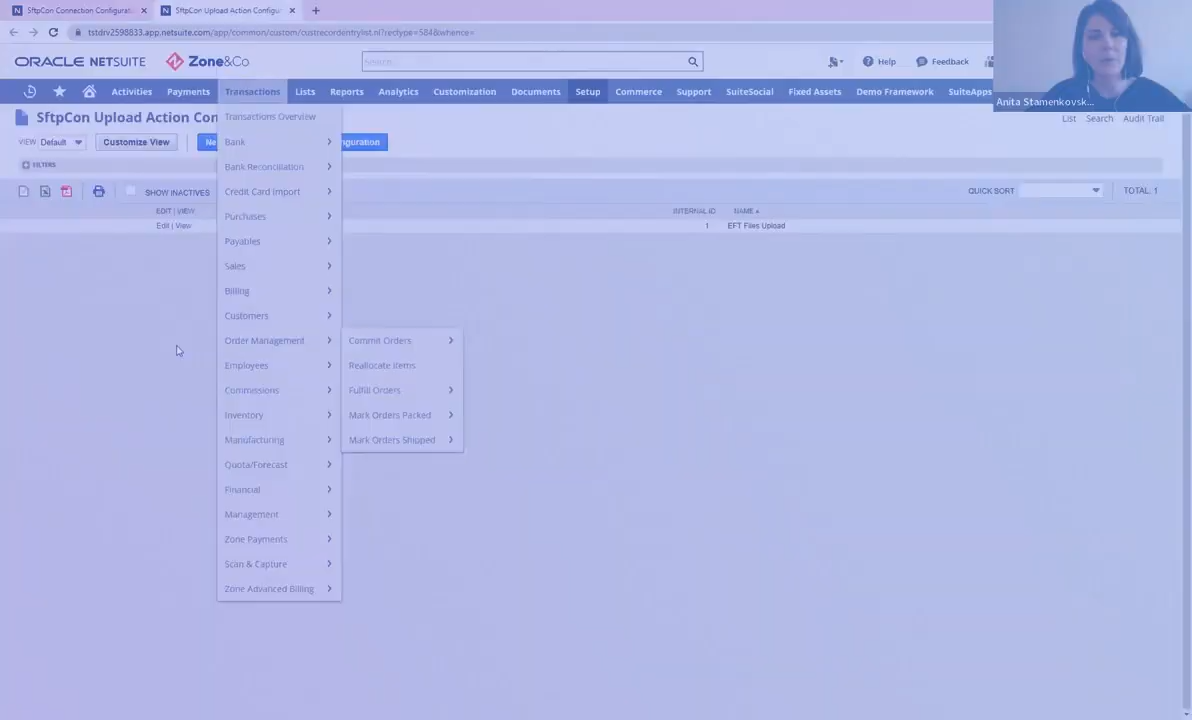 SftpCon Connection Configurat
SftpCon Upload Action Configur
tstdrv2598833.app.netsuite.com/app/common/custom/custrecordentrylist.nl?rectype=584&whence=
ORACLE NETSUITE
Zone&Co
Search...
Help
Feedback
Anita Stamenkovsk...
Activities
Payments
Transactions
Lists
Reports
Analytics
Customization
Documents
Setup
Commerce
Support
SuiteSocial
Fixed Assets
Demo Framework
SuiteApps
SftpCon Upload Action Con
List
Search
Audit Trail
VIEW
Default
Customize View
Ne
guration
FILTERS
SHOW INACTIVES
QUICK SORT
TOTAL: 1
EDIT | VIEW
INTERNAL ID
NAME
Edit | View
1
EFT Files Upload
Transactions Overview
Bank
Bank Reconciliation
Credit Card Import
Purchases
Payables
Sales
Billing
Customers
Order Management
Employees
Commissions
Inventory
Manufacturing
Quota/Forecast
Financial
Management
Zone Payments
Scan & Capture
Zone Advanced Billing
Commit Orders
Reallocate Items
Fulfill Orders
Mark Orders Packed
Mark Orders Shipped